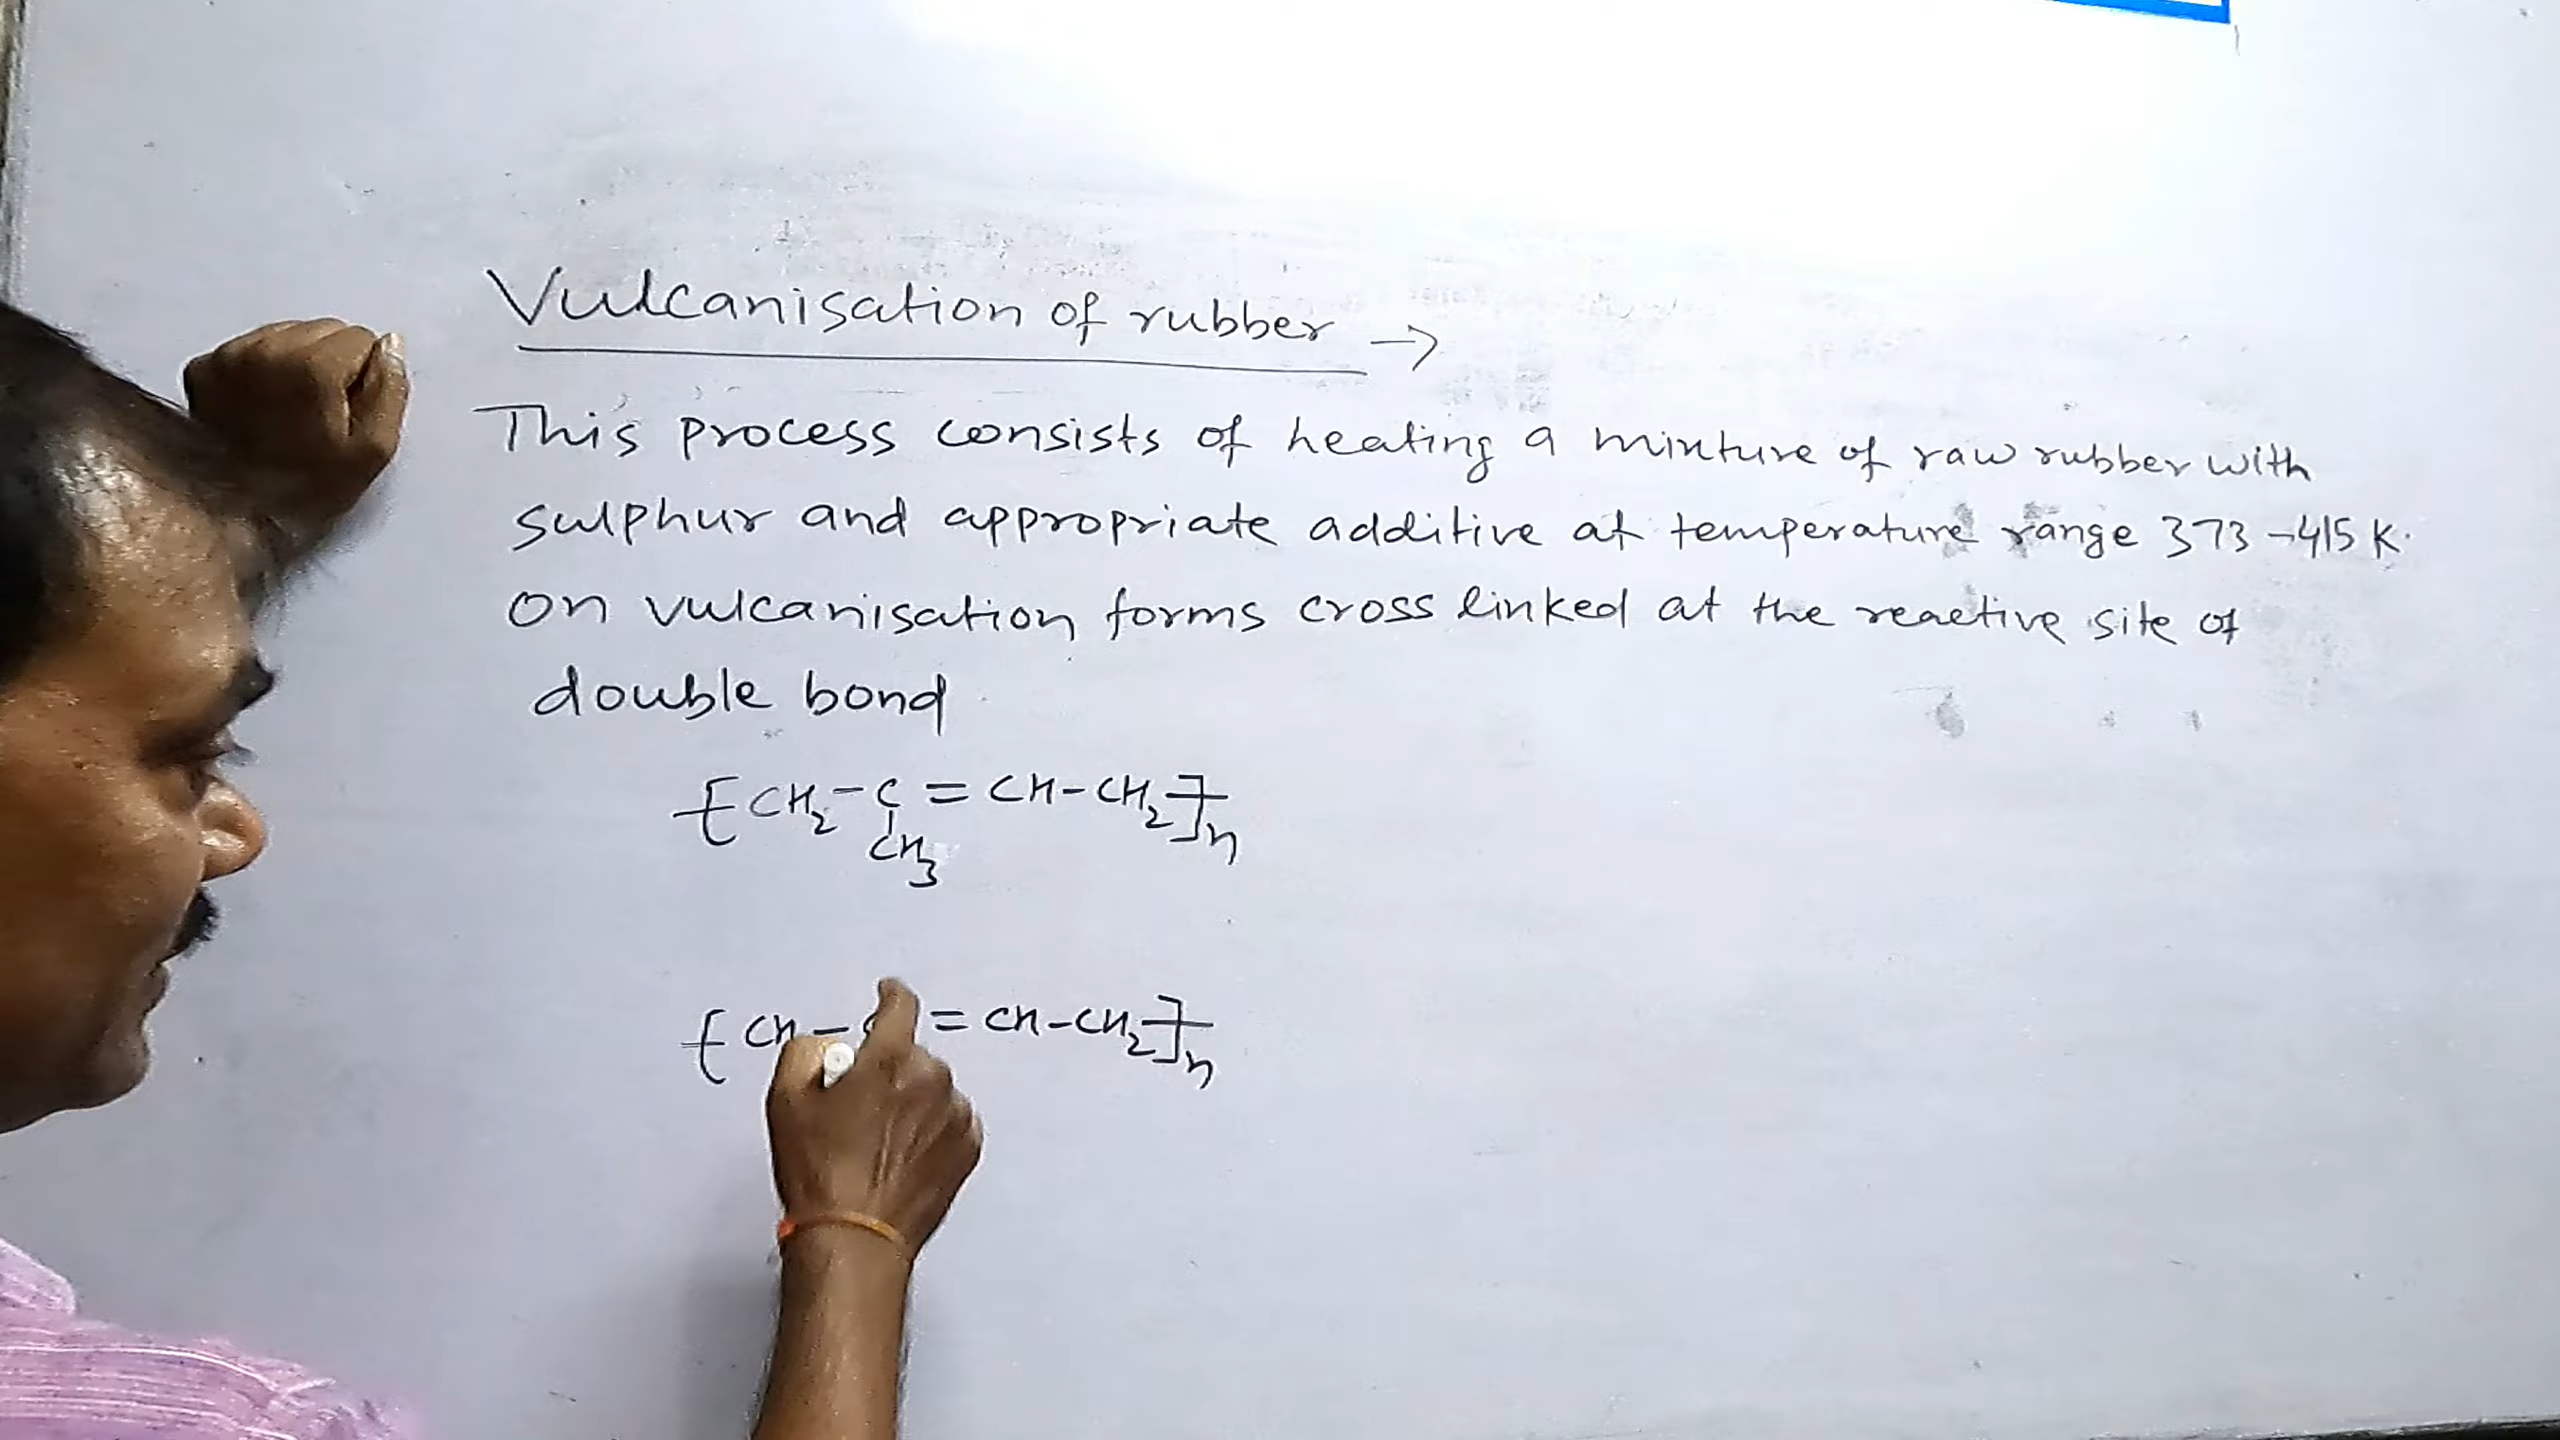 Vulcanisation of rubber →
This process consists of heating a mixture of raw rubber with
sulphur and appropriate additive at temperature range 373-415 K.
On vulcanisation forms cross linked at the reactive site of
double bond
-[CH2-C=CH-CH2]-n
CH3
-[CH-C=CH-CH2]-n